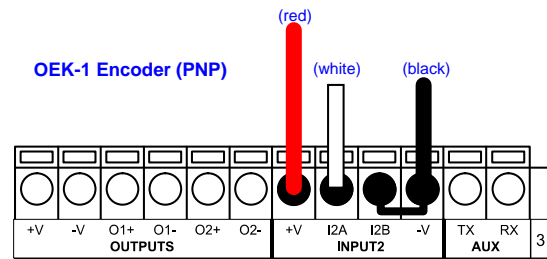 (red)
OEK-1 Encoder (PNP)
(white)
(black)
+V -V O1+ O1- O2+ O2- +V I2A I2B -V TX RX
OUTPUTS INPUT2 AUX
3